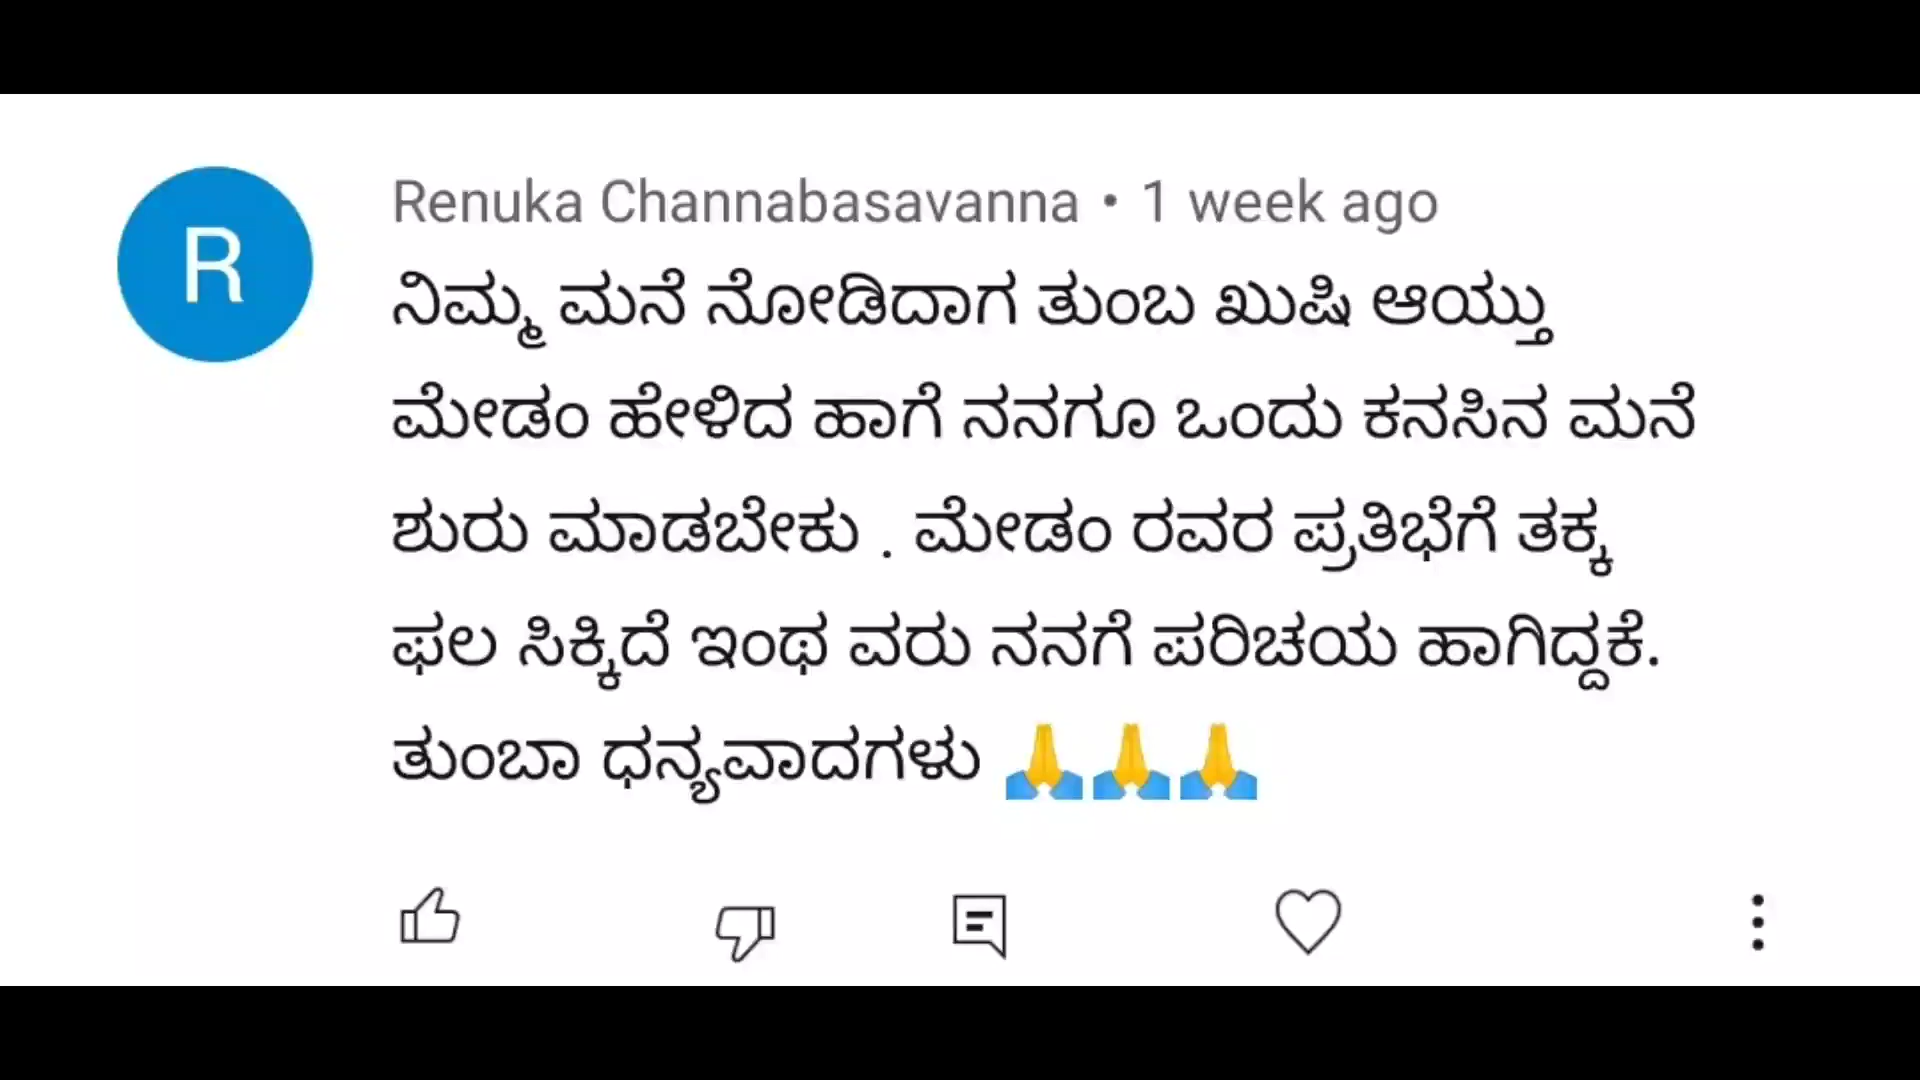 R
Renuka Channabasavanna • 1 week ago
ನಿಮ್ಮ ಮನೆ ನೋಡಿದಾಗ ತುಂಬ ಖುಷಿ ಆಯ್ತು
ಮೇಡಂ ಹೇಳಿದ ಹಾಗೆ ನನಗೂ ಒಂದು ಕನಸಿನ ಮನೆ
ಶುರು ಮಾಡಬೇಕು . ಮೇಡಂ ರವರ ಪ್ರತಿಭೆಗೆ ತಕ್ಕ
ಫಲ ಸಿಕ್ಕಿದೆ ಇಂಥ ವರು ನನಗೆ ಪರಿಚಯ ಹಾಗಿದ್ದಕೆ.
ತುಂಬಾ ಧನ್ಯವಾದಗಳು 🙏🙏🙏